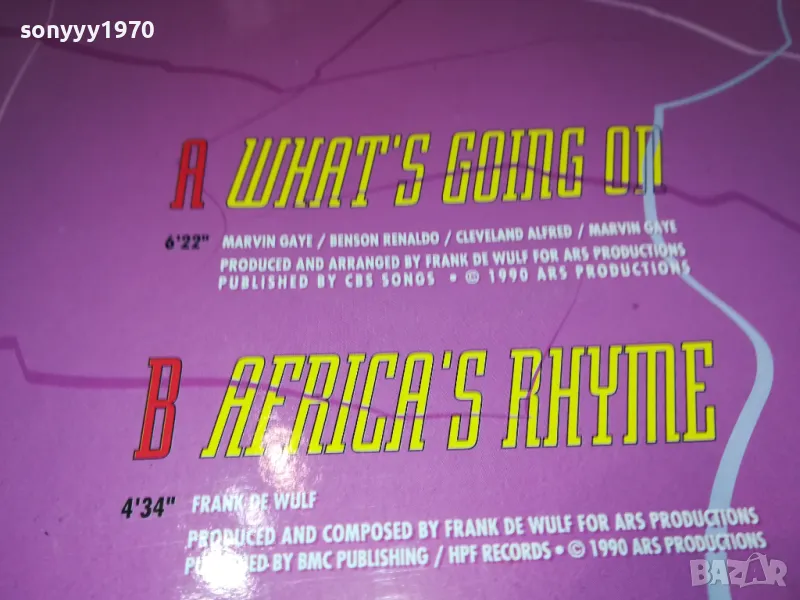 sonyyy1970
A WHAT'S GOING ON
6'22" MARVIN GAYE / BENSON RENALDO / CLEVELAND ALFRED / MARVIN GAYE
PRODUCED AND ARRANGED BY FRANK DE WULF FOR ARS PRODUCTIONS
PUBLISHED BY CBS SONGS • © 1990 ARS PRODUCTIONS
B AFRICA'S RHYME
4'34" FRANK DE WULF
PRODUCED AND COMPOSED BY FRANK DE WULF FOR ARS PRODUCTIONS
PUBLISHED BY BMC PUBLISHING / HPF RECORDS • © 1990 ARS PRODUCTIONS
BAZAR